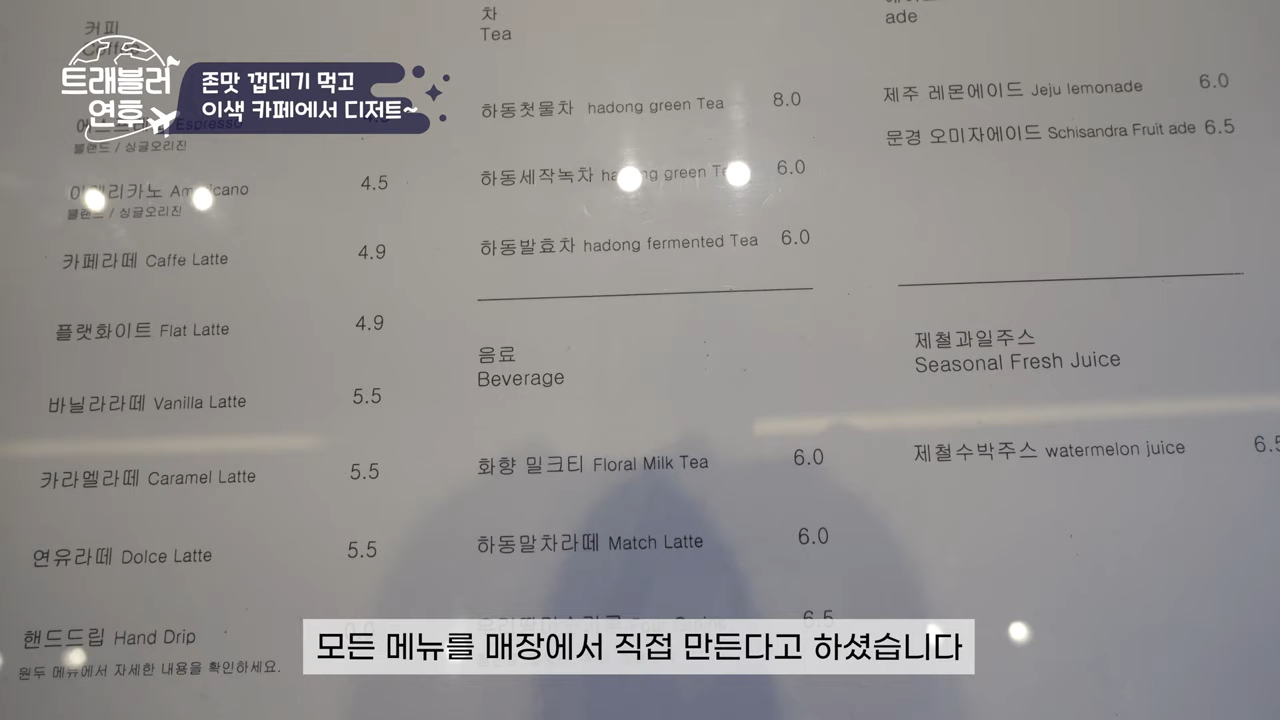 트래블러
연후
존맛 껍데기 먹고
이색 카페에서 디저트~
커피
블랜드 / 싱글오리진
아메리카노 Americano 4.5
블랜드 / 싱글오리진
카페라떼 Caffe Latte 4.9
플랫화이트 Flat Latte 4.9
바닐라라떼 Vanilla Latte 5.5
카라멜라떼 Caramel Latte 5.5
연유라떼 Dolce Latte 5.5
핸드드립 Hand Drip
원두 메뉴에서 자세한 내용을 확인하세요.
차
Tea
하동첫물차 hadong green Tea 8.0
하동세작녹차 hadong green Tea 6.0
하동발효차 hadong fermented Tea 6.0
음료
Beverage
화향 밀크티 Floral Milk Tea 6.0
하동말차라떼 Match Latte 6.0
6.5
ade
제주 레몬에이드 Jeju lemonade 6.0
문경 오미자에이드 Schisandra Fruit ade 6.5
제철과일주스
Seasonal Fresh Juice
제철수박주스 watermelon juice 6.5
모든 메뉴를 매장에서 직접 만든다고 하셨습니다